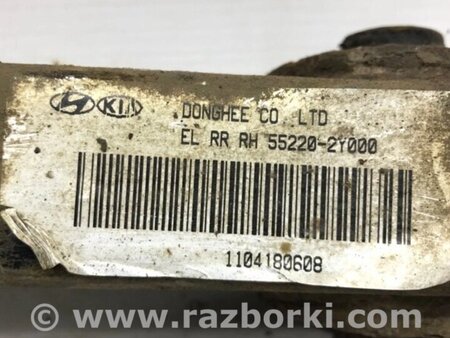 KIA DONGHEE CO. LTD
EL RR RH 55220-2Y000
1104180608
© www.razborki.com